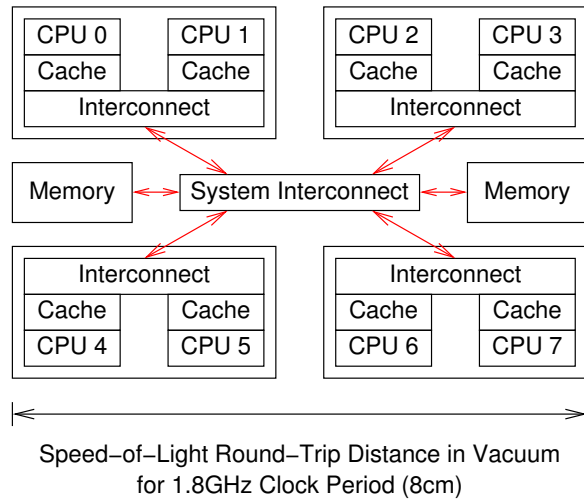 CPU 0 CPU 1 CPU 2 CPU 3
Cache Cache Cache Cache
Interconnect Interconnect
Memory System Interconnect Memory
Interconnect Interconnect
Cache Cache Cache Cache
CPU 4 CPU 5 CPU 6 CPU 7
Speed−of−Light Round−Trip Distance in Vacuum
for 1.8GHz Clock Period (8cm)